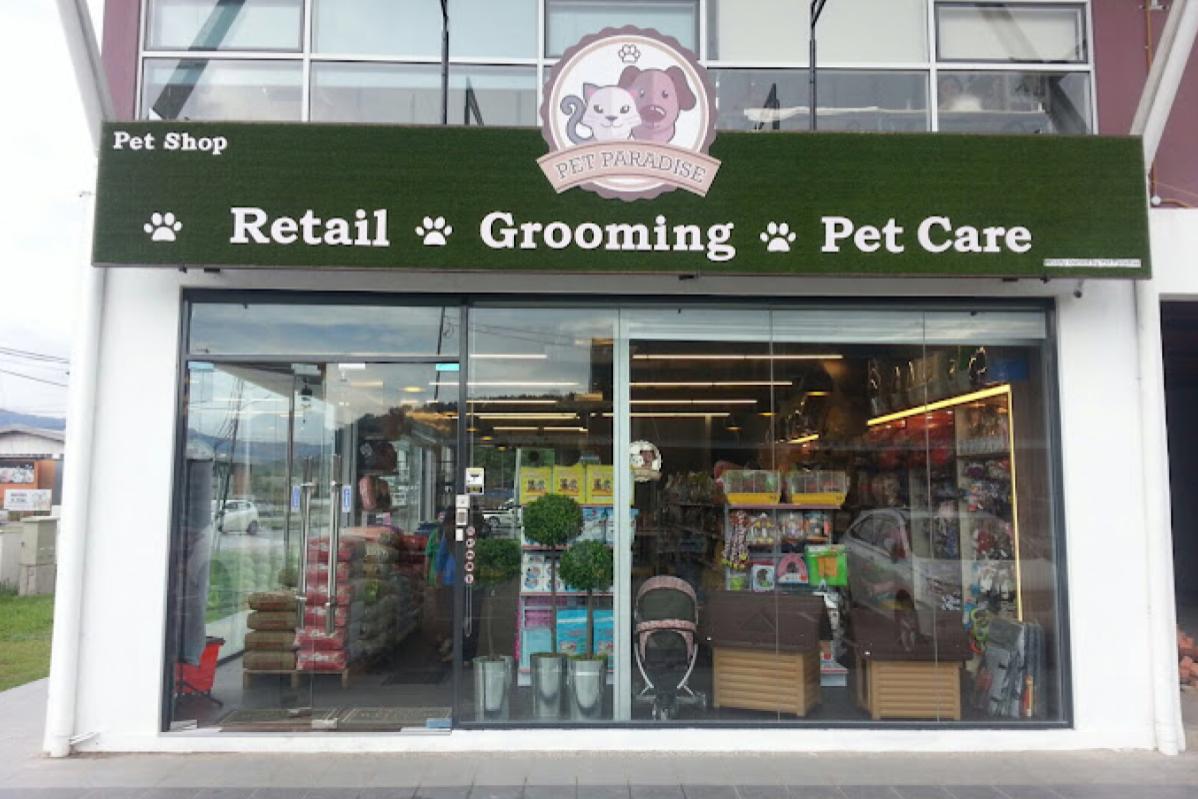 PET PARADISE
Pet Shop
Retail Grooming Pet Care